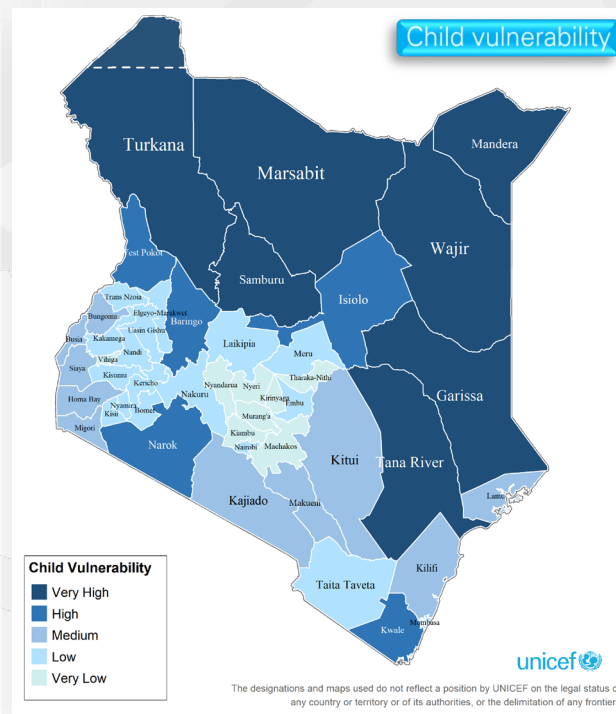 Child vulnerability
Mandera
Turkana
Marsabit
Wajir
Samburu
West Pokot
Isiolo
Trans Nzoia
Elgeyo-Marakwet
Bungoma
Baringo
Uasin Gishu
Busia
Kakamega
Laikipia
Nandi
Meru
Vihiga
Siaya
Kisumu
Tharaka-Nithi
Nyandarua
Nyeri
Kericho
Nakuru
Kirinyaga
Garissa
Homa Bay
Embu
Nyamira
Bomet
Kisii
Murang'a
Migori
Kiambu
Narok
Nairobi
Machakos
Kitui
Tana River
Lamu
Kajiado
Makueni
Kilifi
Taita Taveta
Mombasa
Kwale
Child Vulnerability
Very High
High
Medium
Low
Very Low
unicef
The designations and maps used do not reflect a position by UNICEF on the legal status o
any country or territory or of its authorities, or the delimitation of any frontier